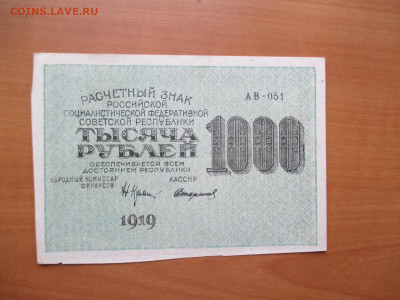 COINS.LAVE.RU
РАСЧЕТНЫЙ ЗНАК
РОССИЙСКОЙ
СОЦИАЛИСТИЧЕСКОЙ ФЕДЕРАТИВНОЙ
СОВЕТСКОЙ РЕСПУБЛИКИ
ТЫСЯЧА
РУБЛЕЙ
ОБЕСПЕЧИВАЕТСЯ ВСЕМ
ДОСТОЯНИЕМ РЕСПУБЛИКИ
НАРОДНЫЙ КОМИССАР
ФИНАНСОВ
КАССИР
1919
АВ-051
1000